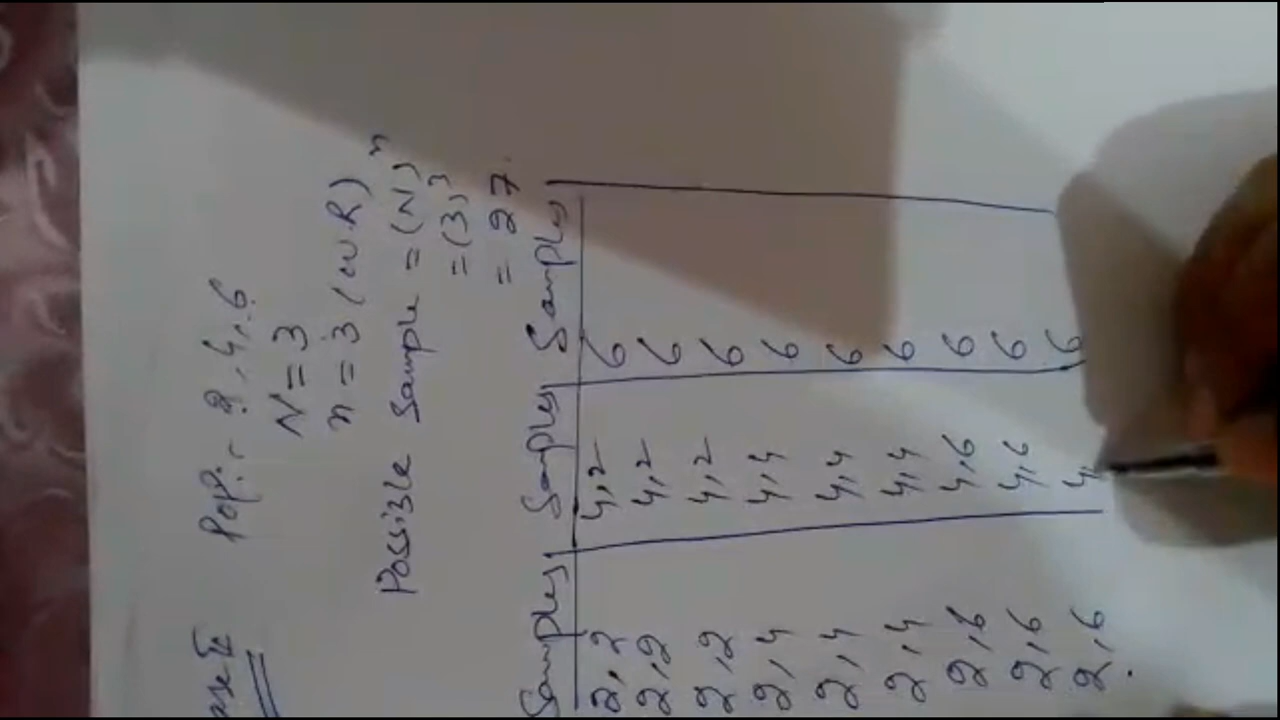 Pop:- 2, 4, 6
N = 3
n = 3 (WR)
Possible Sample = (N)ⁿ
= (3)³
= 27.
Samples Samples Samples
2,2 4,2 6
2,2 4,2 6
2,2 4,2 6
2,4 4,4 6
2,4 4,4 6
2,4 4,4 6
2,6 4,6 6
2,6 4,6 6
2,6 4, 6